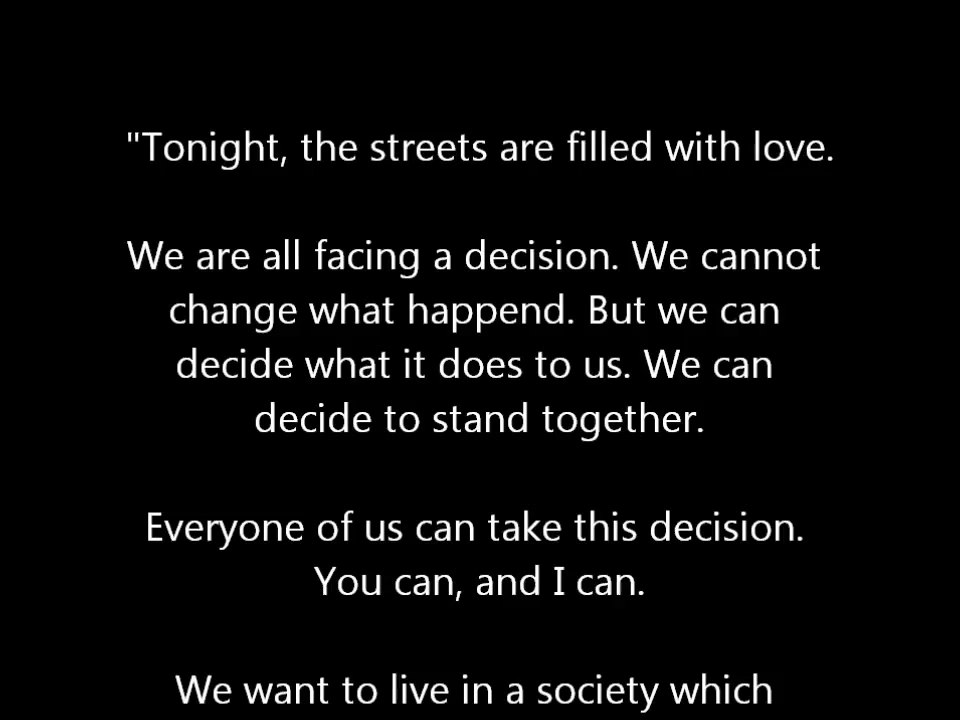 "Tonight, the streets are filled with love.
We are all facing a decision. We cannot
change what happend. But we can
decide what it does to us. We can
decide to stand together.
Everyone of us can take this decision.
You can, and I can.
We want to live in a society which